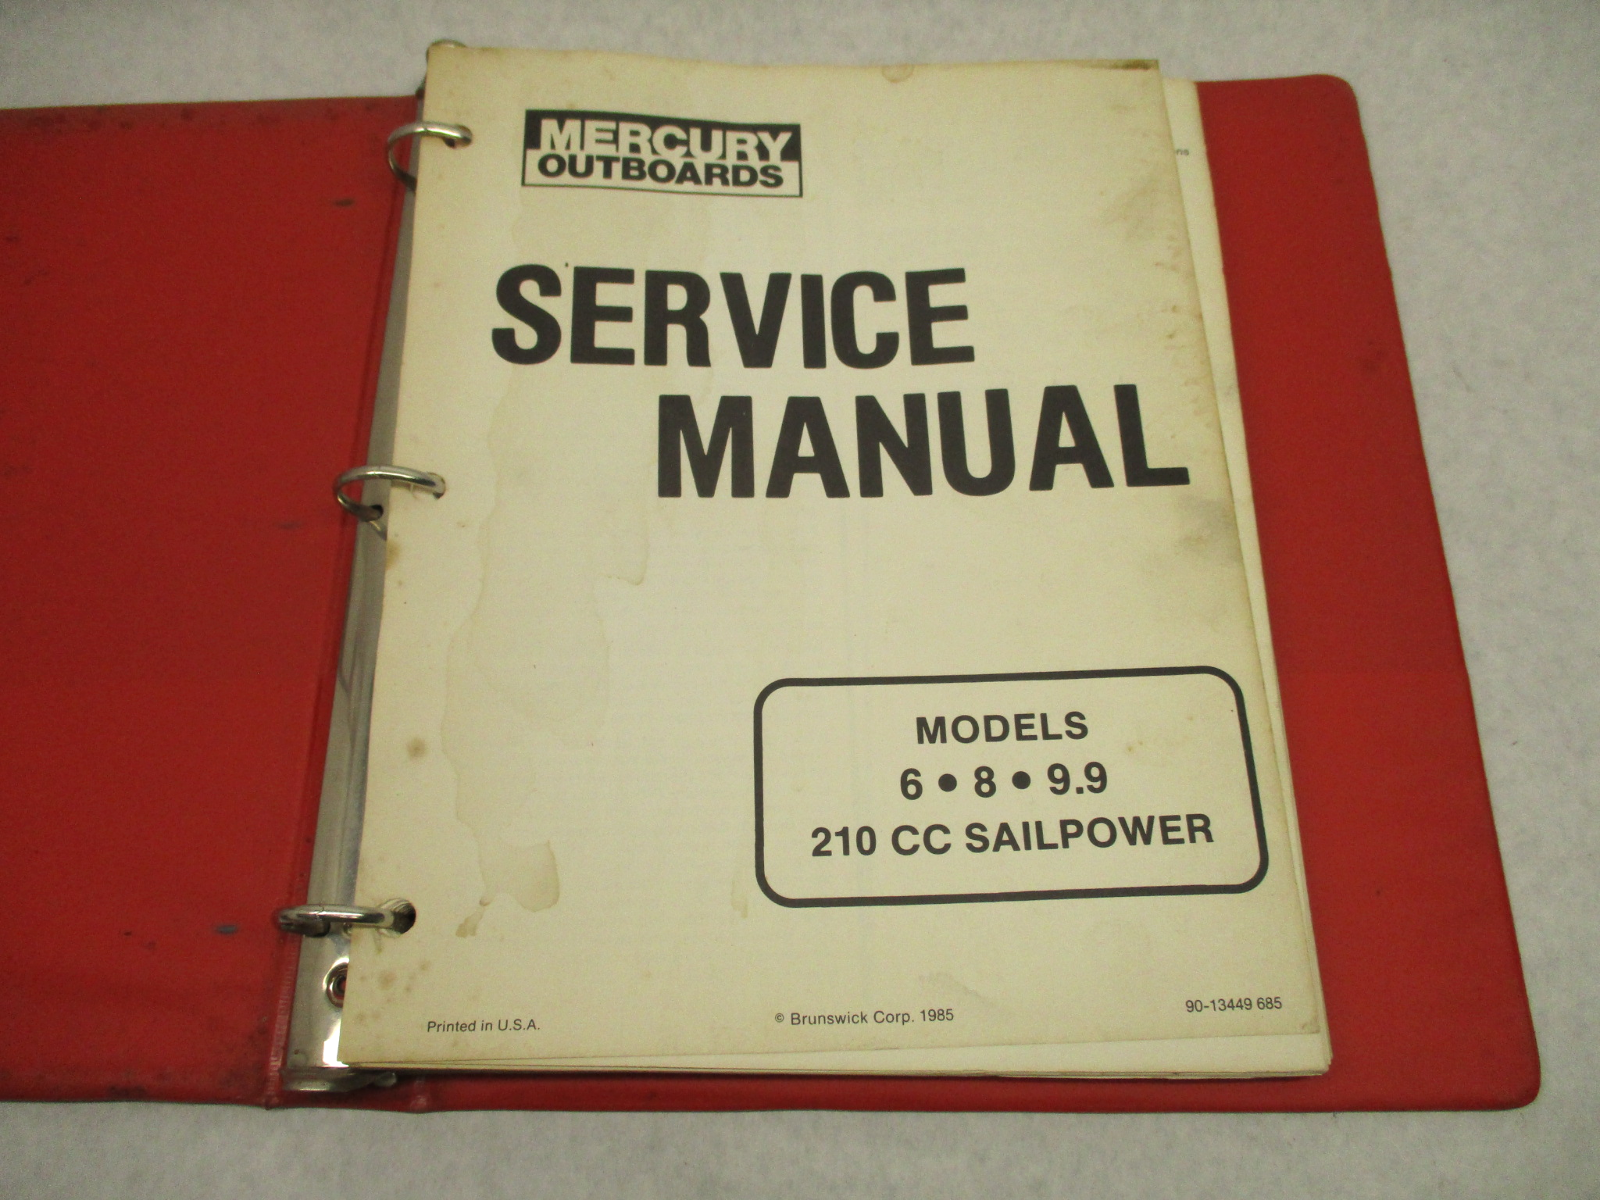 MERCURY
OUTBOARDS
SERVICE
MANUAL
MODELS
6 • 8 • 9.9
210 CC SAILPOWER
Printed in U.S.A.
© Brunswick Corp. 1985
90-13449 685